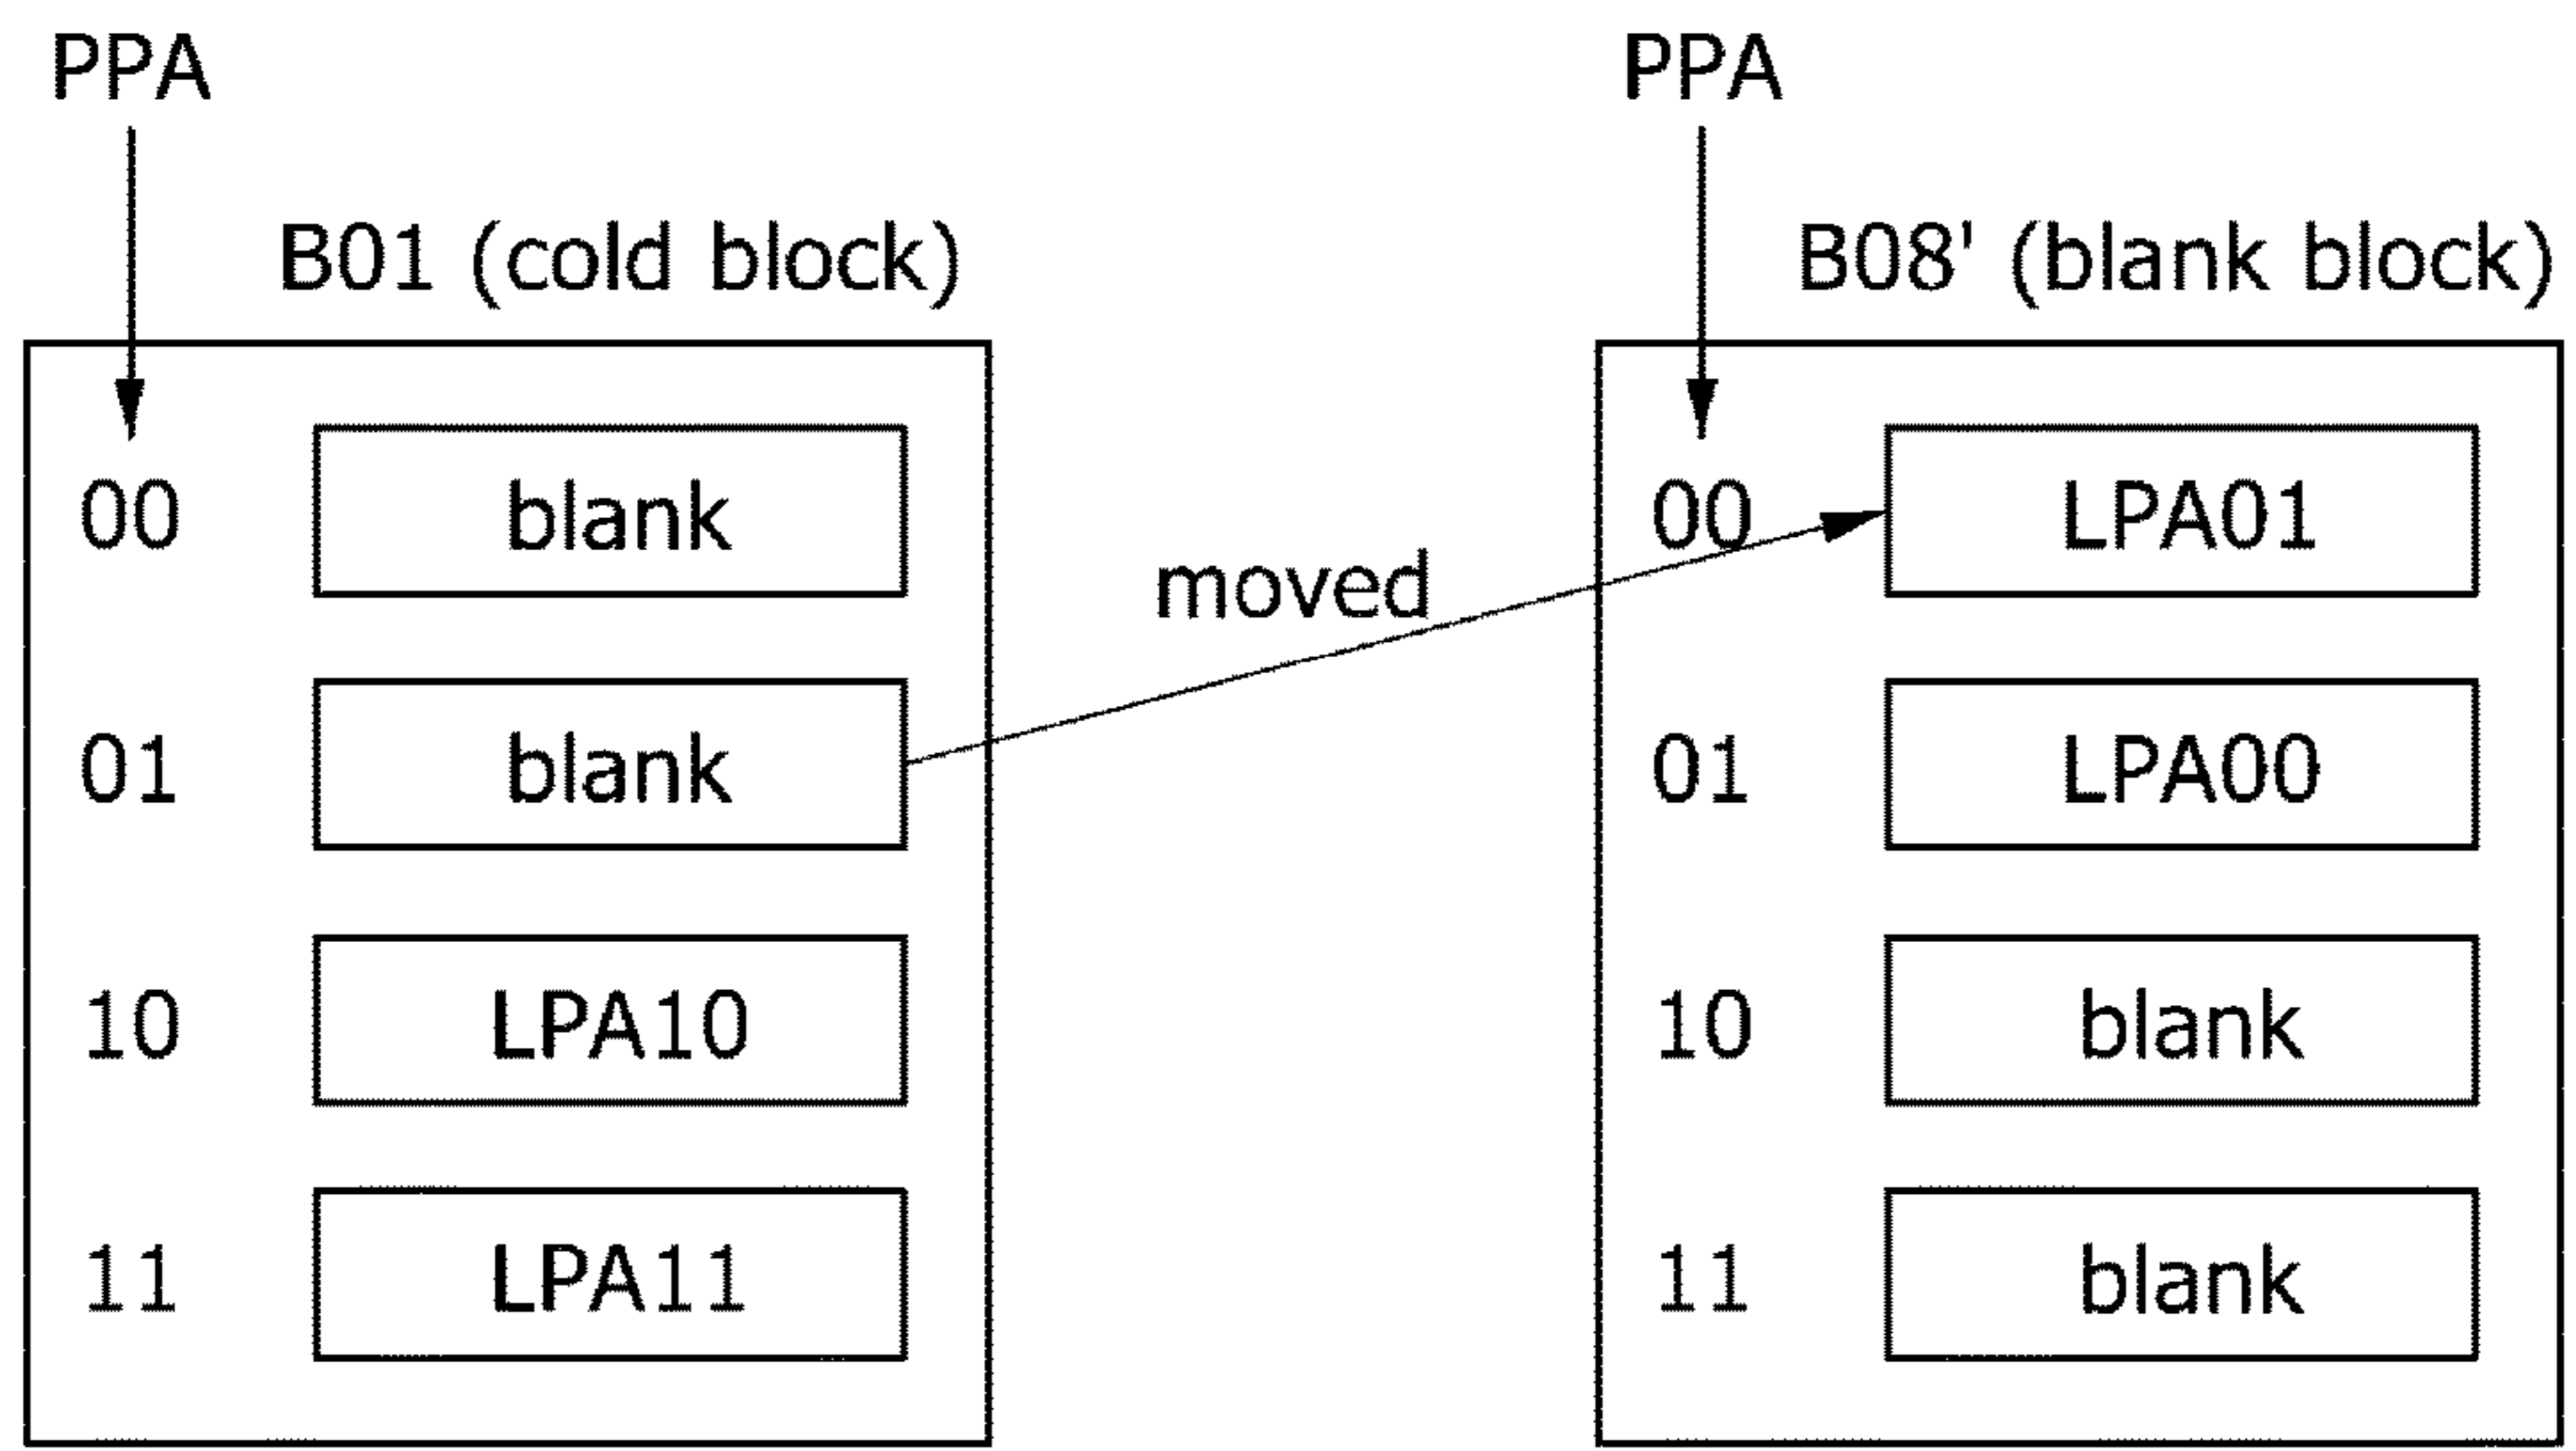 PPA
PPA
B01 (cold block)
B08' (blank block)
00 blank
00 LPA01
moved
01 blank
01 LPA00
10 LPA10
10 blank
11 LPA11
11 blank